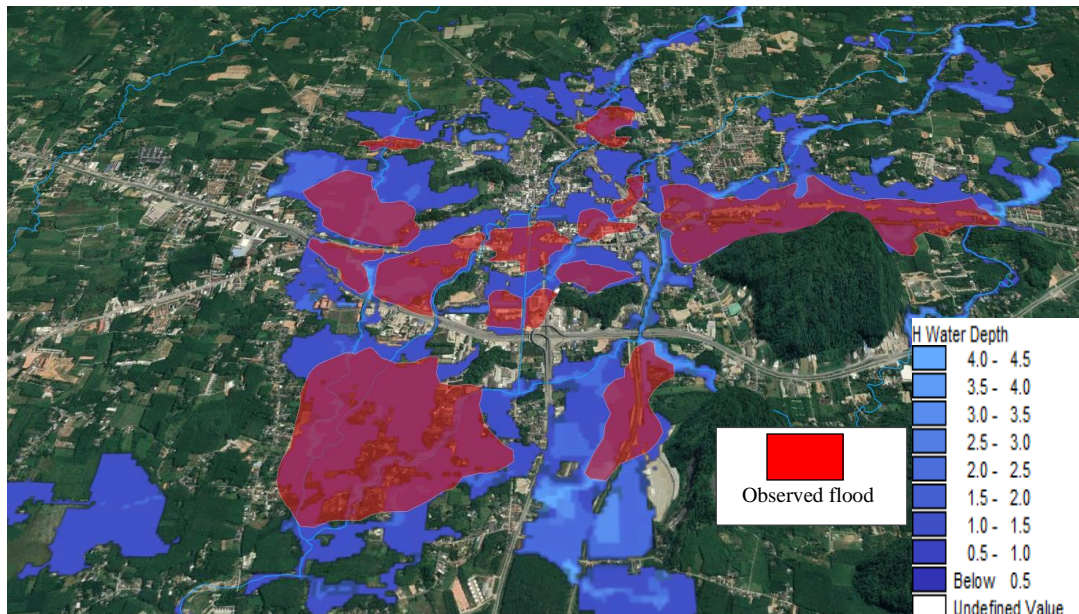 Observed flood
H Water Depth
4.0 - 4.5
3.5 - 4.0
3.0 - 3.5
2.5 - 3.0
2.0 - 2.5
1.5 - 2.0
1.0 - 1.5
0.5 - 1.0
Below 0.5
Undefined Value